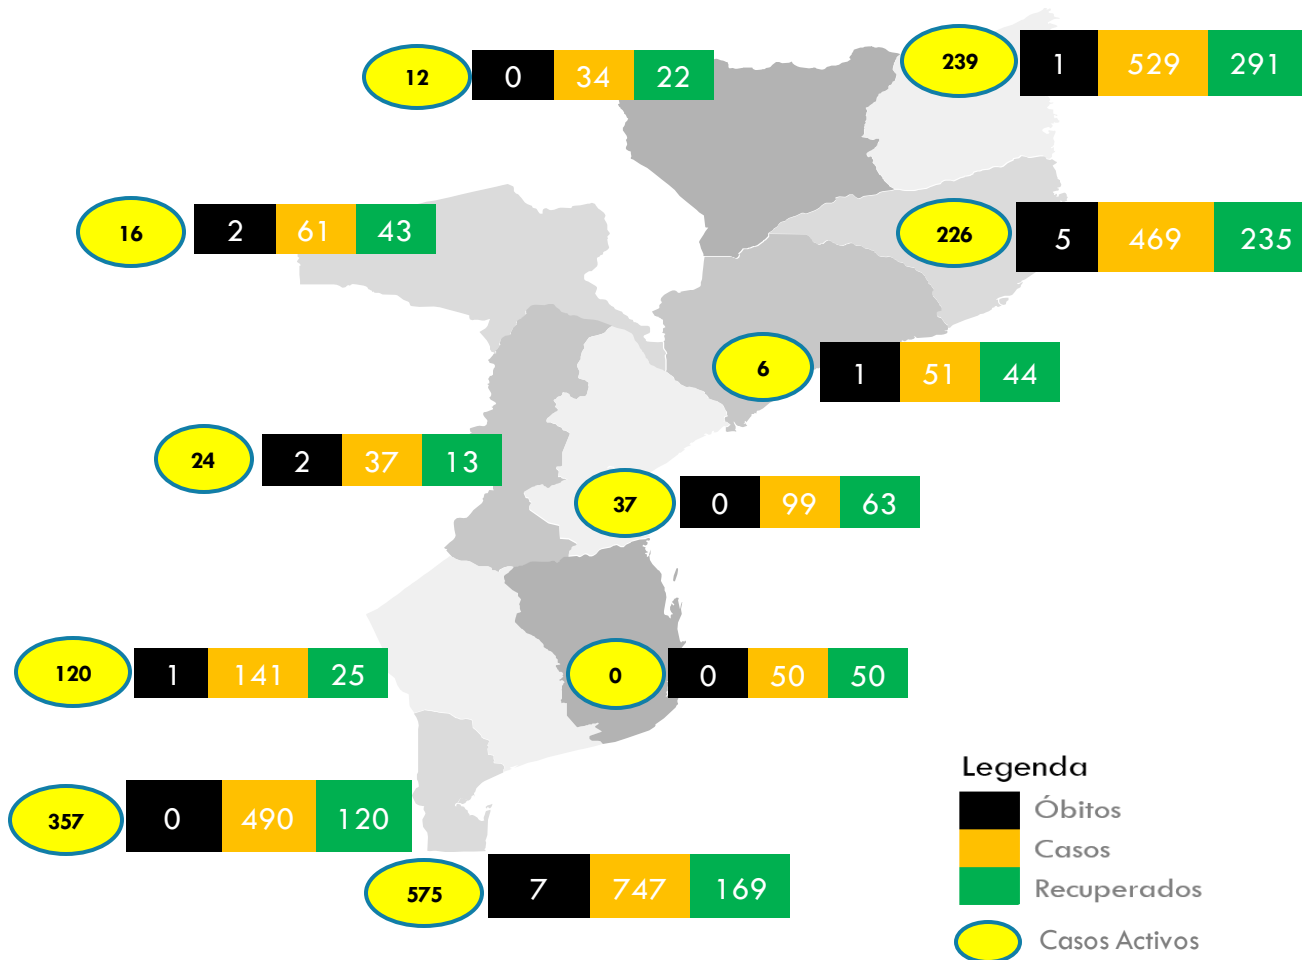 12 0 34 22
239 1 529 291
16 2 61 43
226 5 469 235
6 1 51 44
24 2 37 13
37 0 99 63
120 1 141 25
0 0 50 50
357 0 490 120
575 7 747 169
Legenda
Óbitos
Casos
Recuperados
Casos Activos